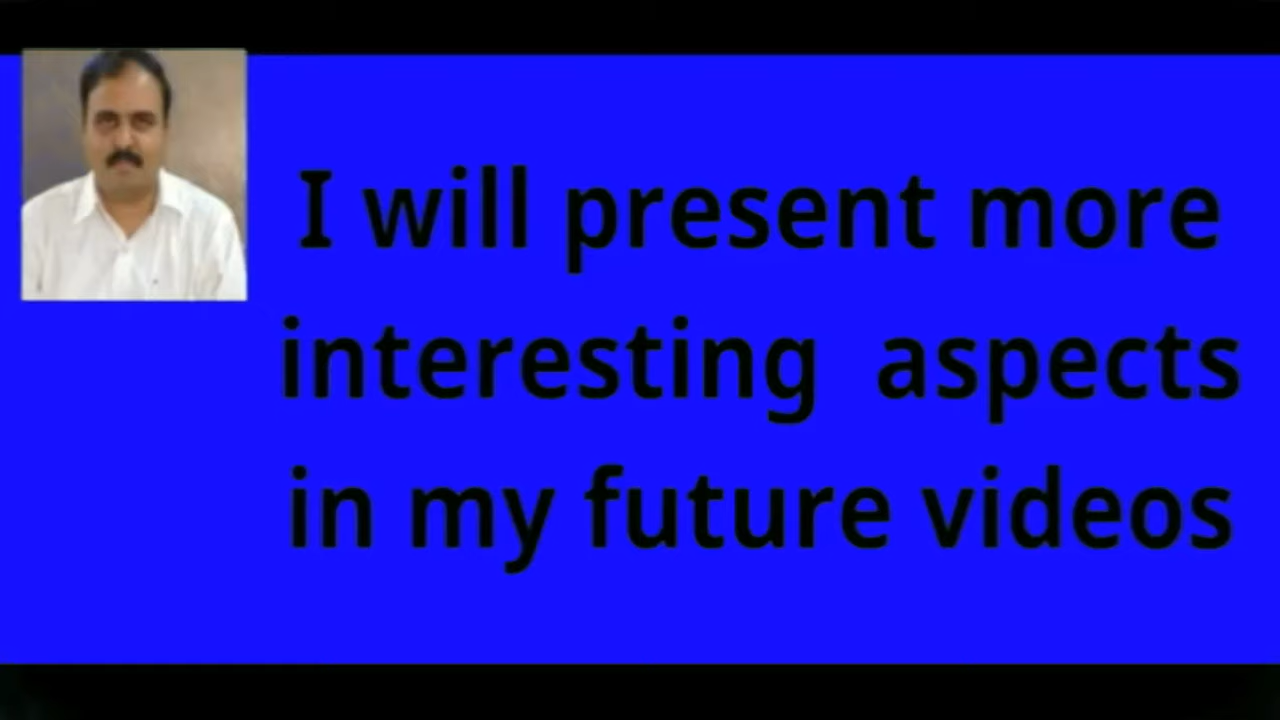 I will present more
interesting aspects
in my future videos